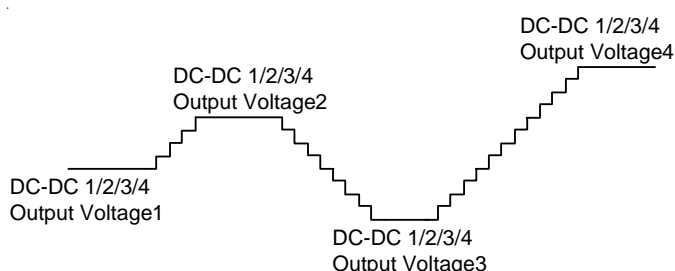 DC-DC 1/2/3/4
Output Voltage4
DC-DC 1/2/3/4
Output Voltage2
DC-DC 1/2/3/4
Output Voltage1
DC-DC 1/2/3/4
Output Voltage3